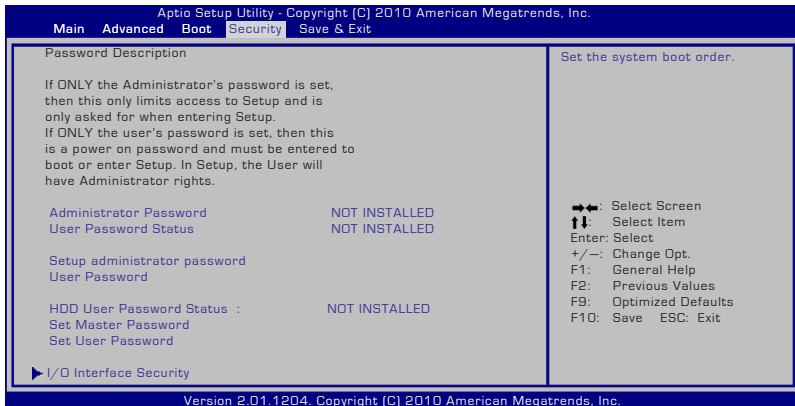 Aptio Setup Utility - Copyright (C) 2010 American Megatrends, Inc.
Main Advanced Boot Security Save & Exit
Password Description
If ONLY the Administrator's password is set,
then this only limits access to Setup and is
only asked for when entering Setup.
If ONLY the user's password is set, then this
is a power on password and must be entered to
boot or enter Setup. In Setup, the User will
have Administrator rights.
Administrator Password NOT INSTALLED
User Password Status NOT INSTALLED
Setup administrator password
User Password
HDD User Password Status : NOT INSTALLED
Set Master Password
Set User Password
I/O Interface Security
Set the system boot order.
→←: Select Screen
↑↓: Select Item
Enter: Select
+/—: Change Opt.
F1: General Help
F2: Previous Values
F9: Optimized Defaults
F10: Save ESC: Exit
Version 2.01.1204. Copyright (C) 2010 American Megatrends, Inc.